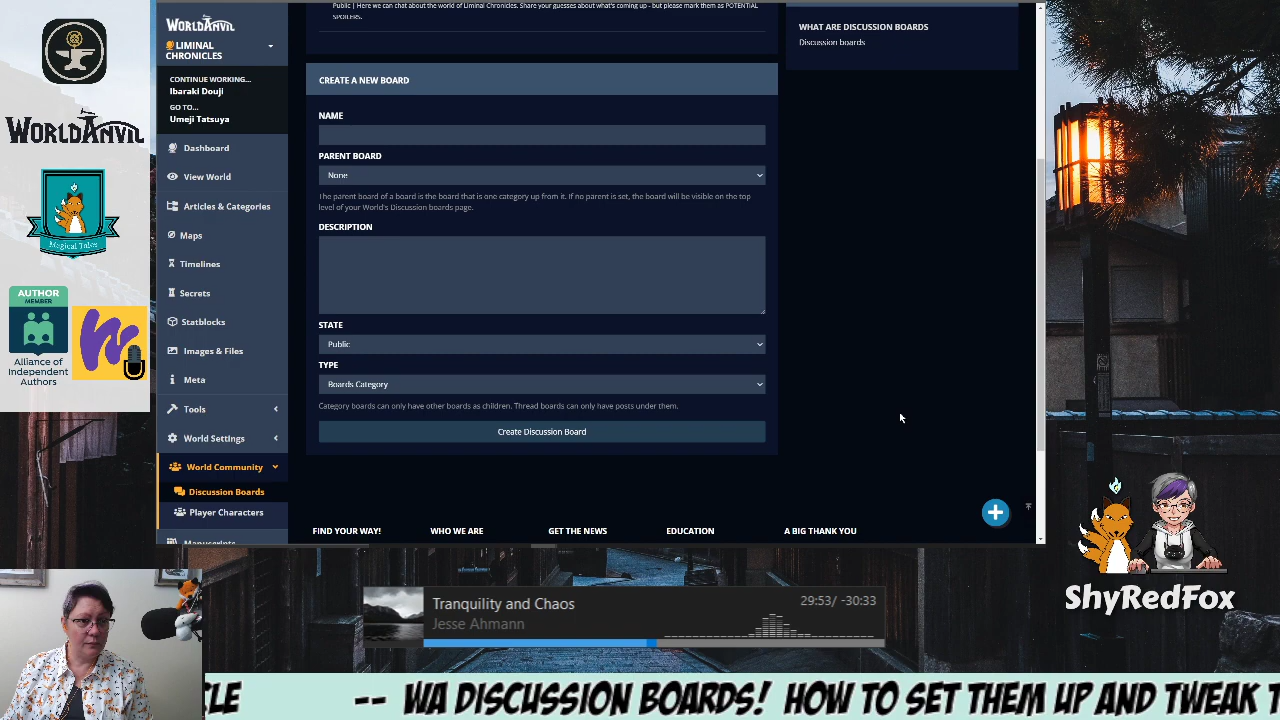 WORLDANVIL
LIMINAL
CHRONICLES
CONTINUE WORKING...
Ibaraki Douji
GO TO...
Umeji Tatsuya
Dashboard
View World
Articles & Categories
Maps
Timelines
Secrets
Statblocks
Images & Files
Meta
Tools
World Settings
World Community
Discussion Boards
Player Characters
Manuscripts
Public | Here we can chat about the world of Liminal Chronicles. Share your guesses about what's coming up - but please mark them as POTENTIAL
SPOILERS.
CREATE A NEW BOARD
NAME
PARENT BOARD
None
The parent board of a board is the board that is one category up from it. If no parent is set, the board will be visible on the top
level of your World's Discussion boards page.
DESCRIPTION
STATE
Public
TYPE
Boards Category
Category boards can only have other boards as children. Thread boards can only have posts under them.
Create Discussion Board
WHAT ARE DISCUSSION BOARDS
Discussion boards
FIND YOUR WAY!
WHO WE ARE
GET THE NEWS
EDUCATION
A BIG THANK YOU
WORLDANVIL
Magical Tales
AUTHOR
MEMBER
Alliance of
Independent
Authors
Tranquility and Chaos
Jesse Ahmann
29:53/ -30:33
ShyRedFox
CLE -- WA DISCUSSION BOARDS! HOW TO SET THEM UP AND TWEAK T